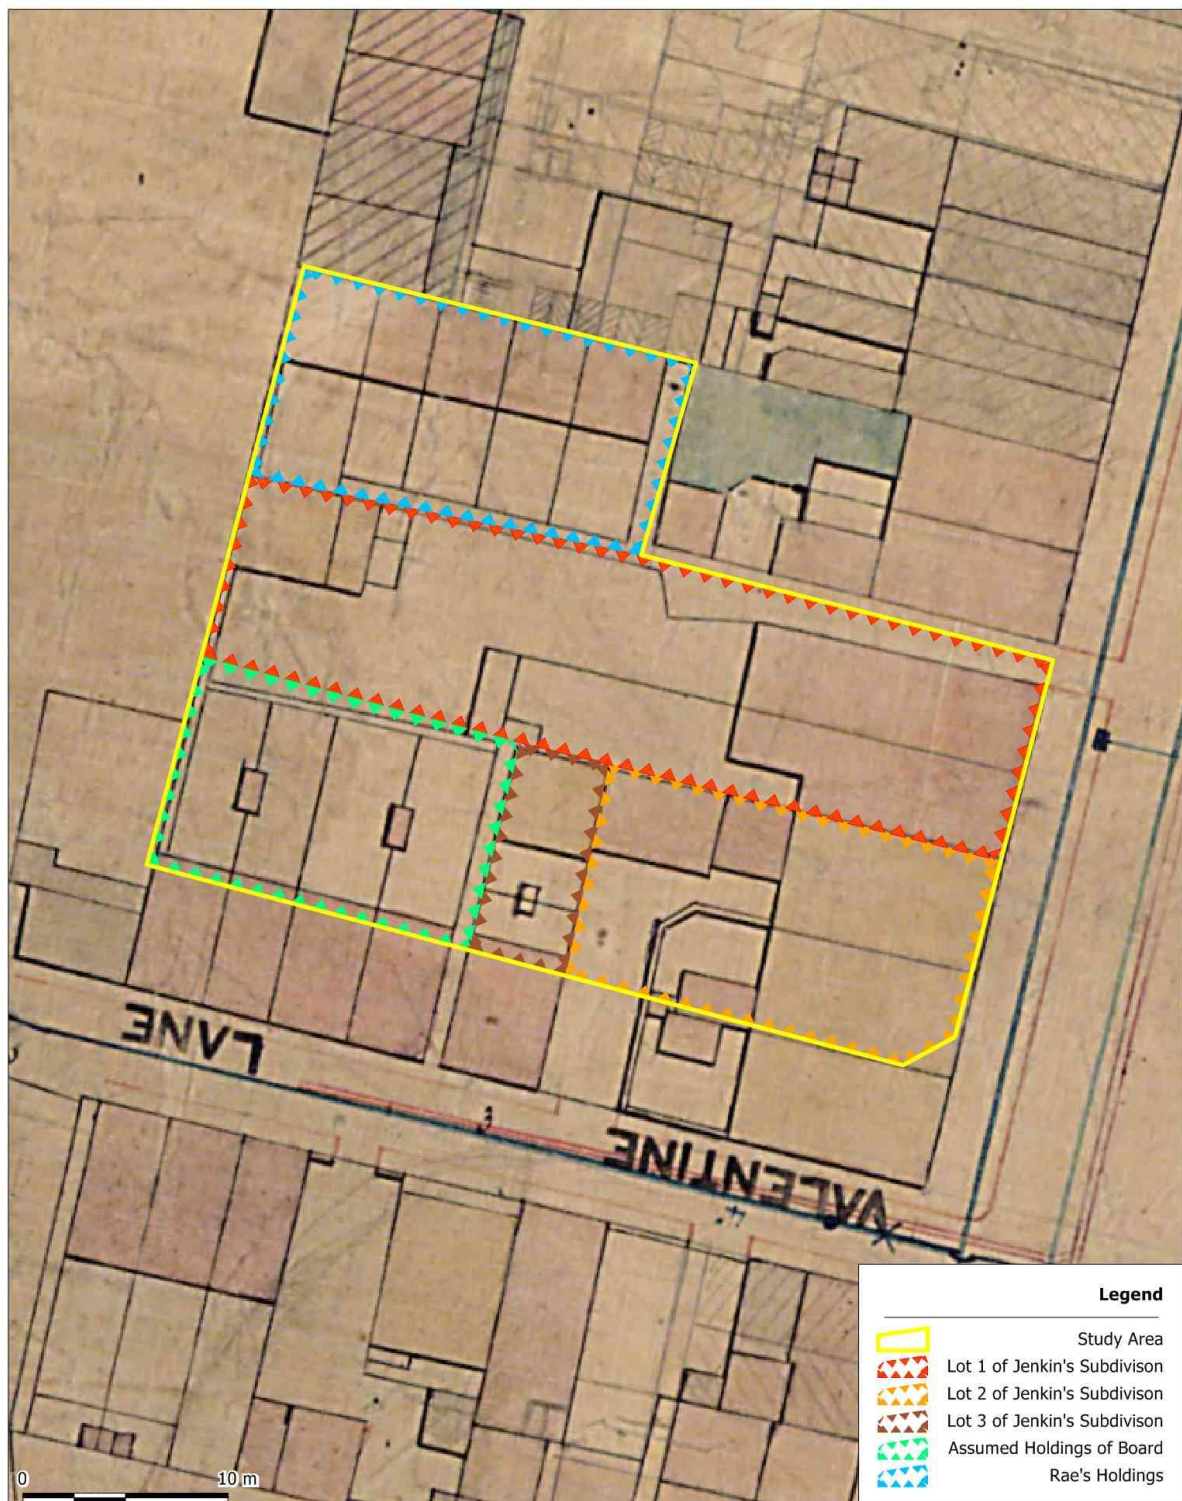 LANE
VALENTINE
Legend
Study Area
Lot 1 of Jenkin's Subdivison
Lot 2 of Jenkin's Subdivison
Lot 3 of Jenkin's Subdivison
Assumed Holdings of Board
Rae's Holdings
0 10 m